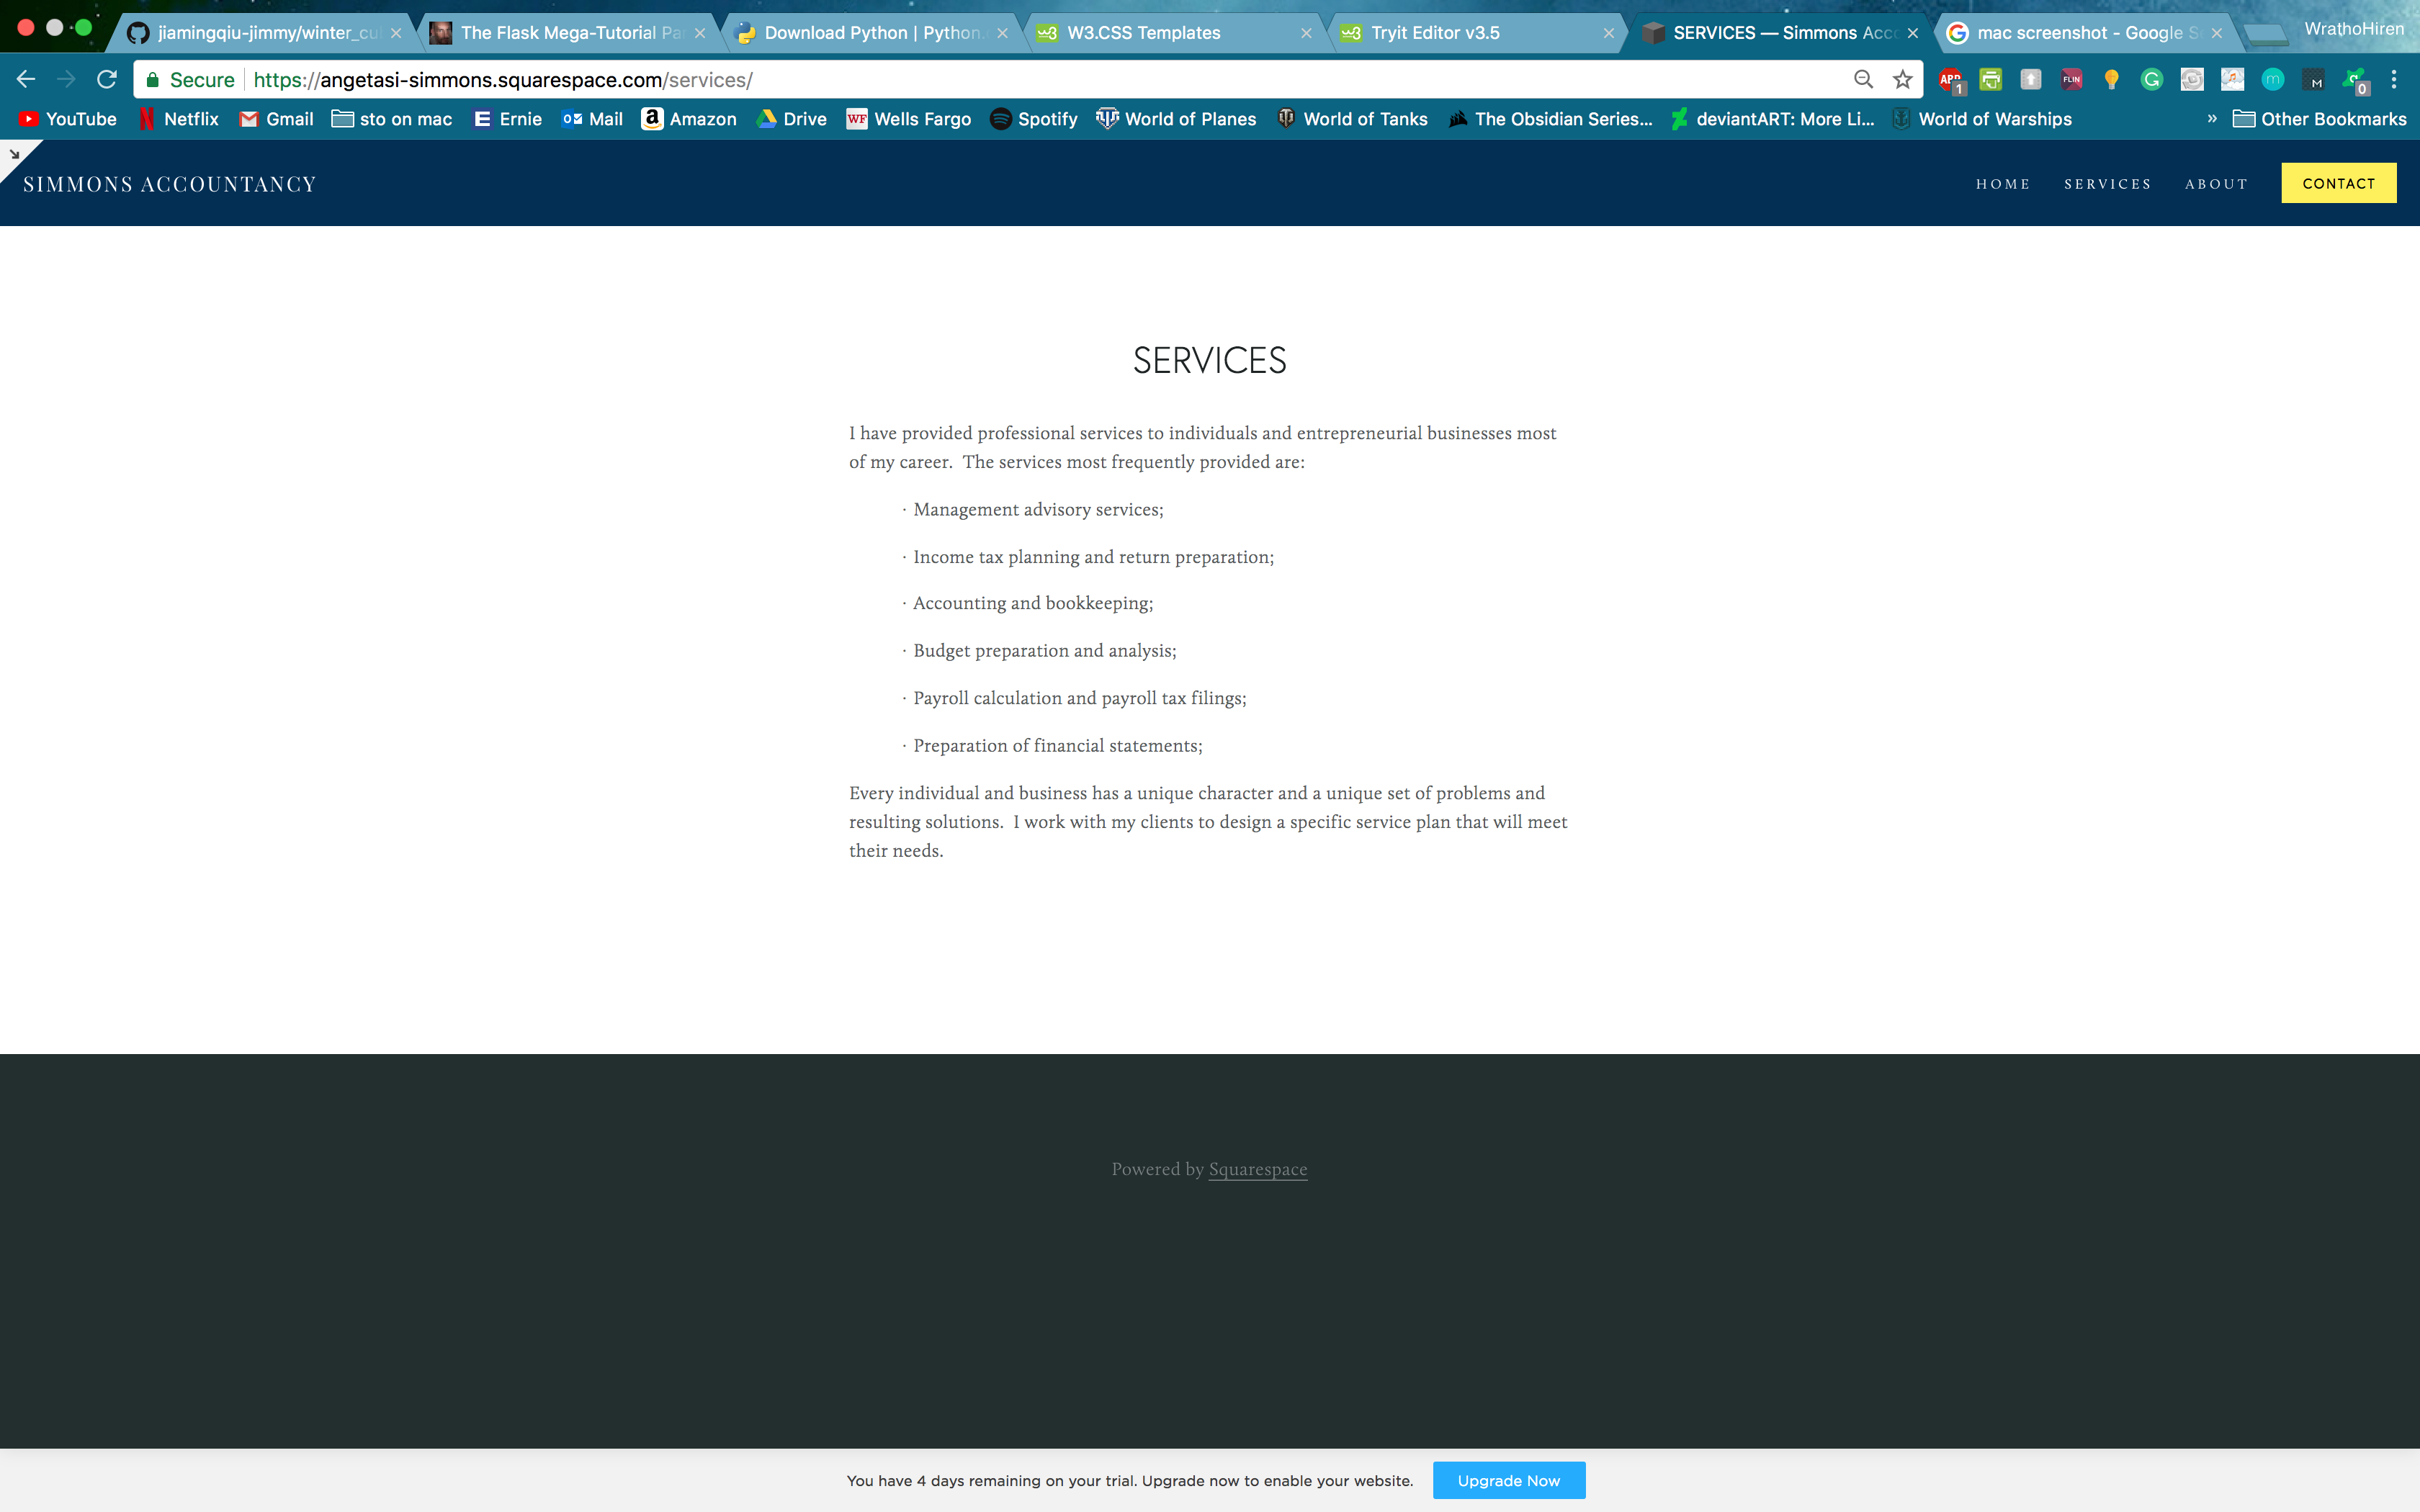 jiamingqiu-jimmy/winter_cu
The Flask Mega-Tutorial Pa
Download Python | Python.
W3.CSS Templates
Tryit Editor v3.5
SERVICES — Simmons Acco
mac screenshot - Google S
WrathoHiren
Secure
https://angetasi-simmons.squarespace.com/services/
ABP
1
FLIN
G
m
M
0
YouTube
Netflix
Gmail
sto on mac
E Ernie
Mail
Amazon
Drive
WF Wells Fargo
Spotify
World of Planes
World of Tanks
The Obsidian Series...
deviantART: More Li...
World of Warships
»
Other Bookmarks
SIMMONS ACCOUNTANCY
HOME
SERVICES
ABOUT
CONTACT
SERVICES
I have provided professional services to individuals and entrepreneurial businesses most
of my career.  The services most frequently provided are:
· Management advisory services;
· Income tax planning and return preparation;
· Accounting and bookkeeping;
· Budget preparation and analysis;
· Payroll calculation and payroll tax filings;
· Preparation of financial statements;
Every individual and business has a unique character and a unique set of problems and
resulting solutions.  I work with my clients to design a specific service plan that will meet
their needs.
Powered by Squarespace
You have 4 days remaining on your trial. Upgrade now to enable your website.
Upgrade Now